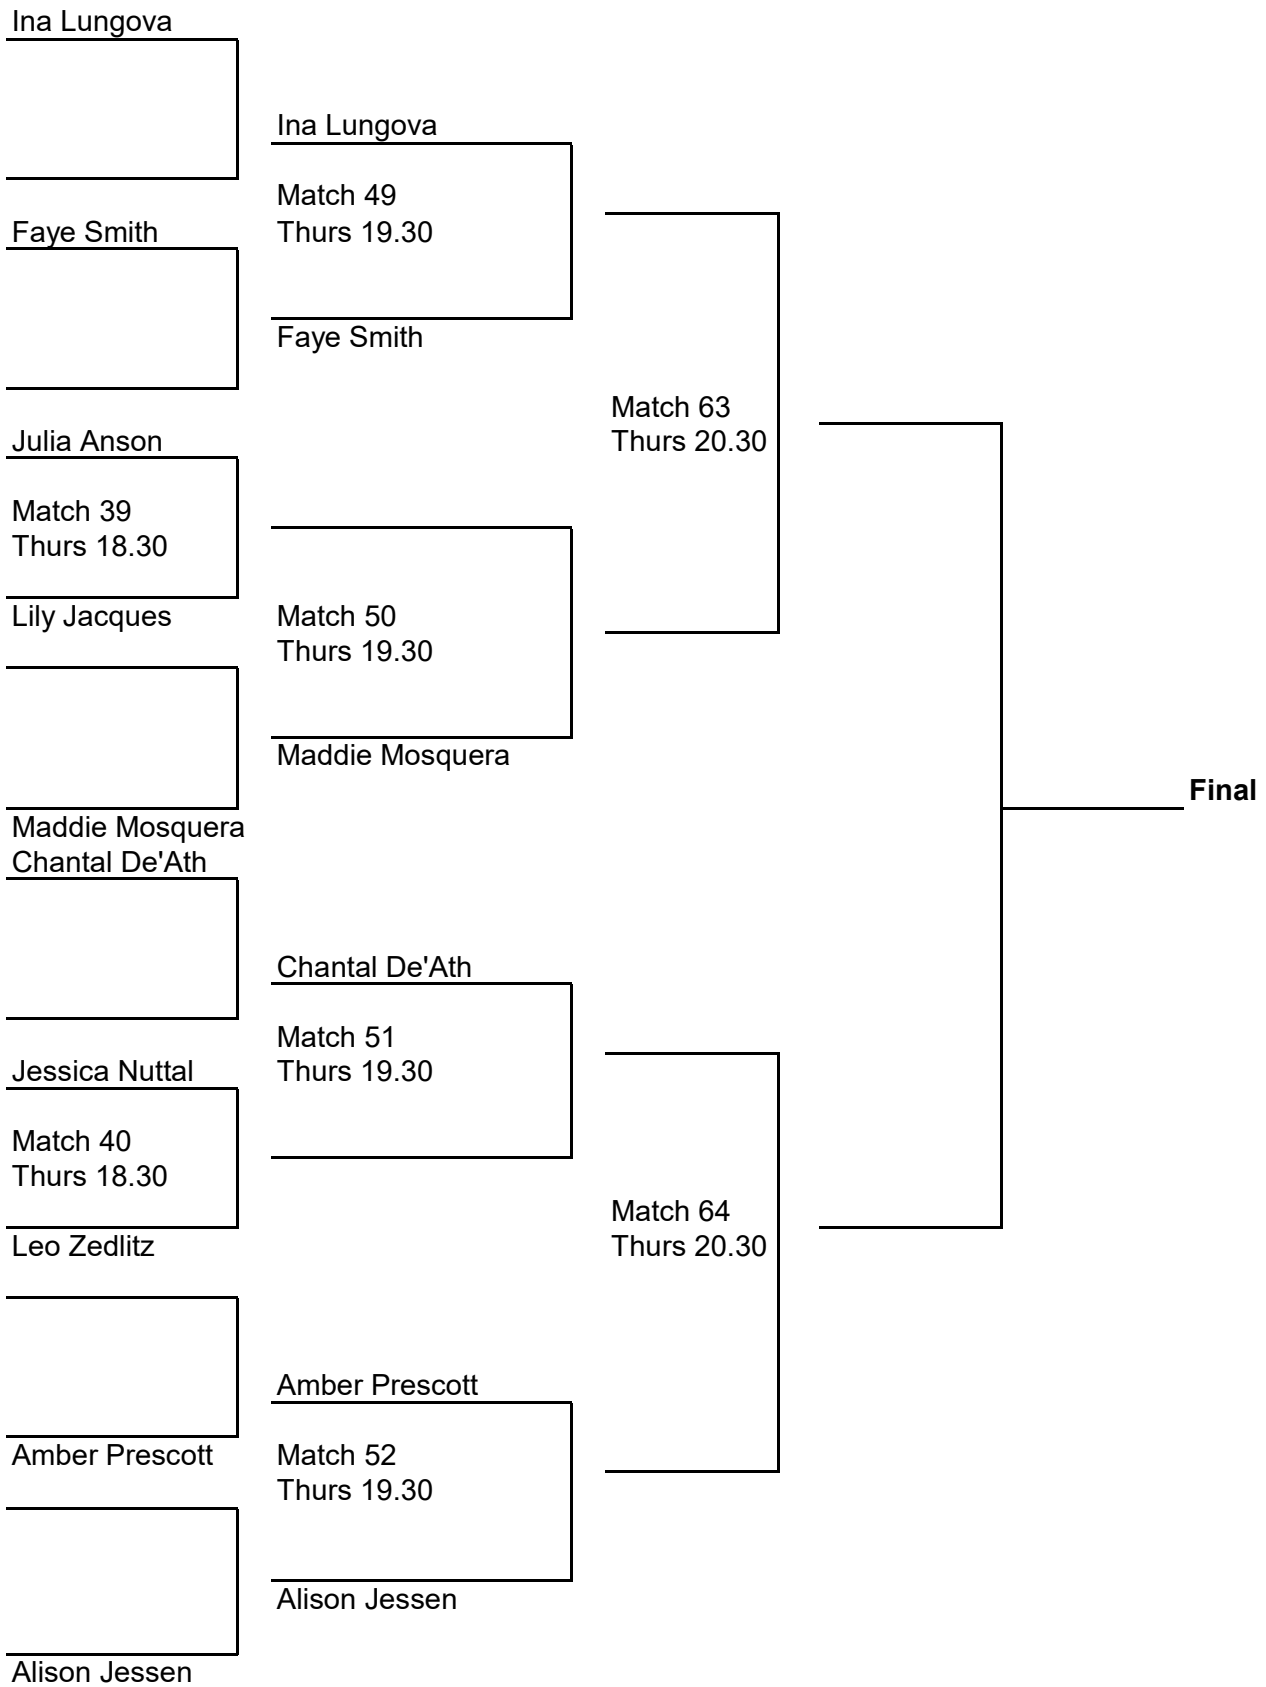 Ina Lungova
Ina Lungova
Match 49
Thurs 19.30
Faye Smith
Faye Smith
Julia Anson
Match 39
Thurs 18.30
Lily Jacques
Match 50
Thurs 19.30
Maddie Mosquera
Maddie Mosquera
Match 63
Thurs 20.30
Chantal De'Ath
Chantal De'Ath
Match 51
Thurs 19.30
Jessica Nuttal
Match 40
Thurs 18.30
Leo Zedlitz
Amber Prescott
Amber Prescott
Match 52
Thurs 19.30
Alison Jessen
Alison Jessen
Match 64
Thurs 20.30
Final